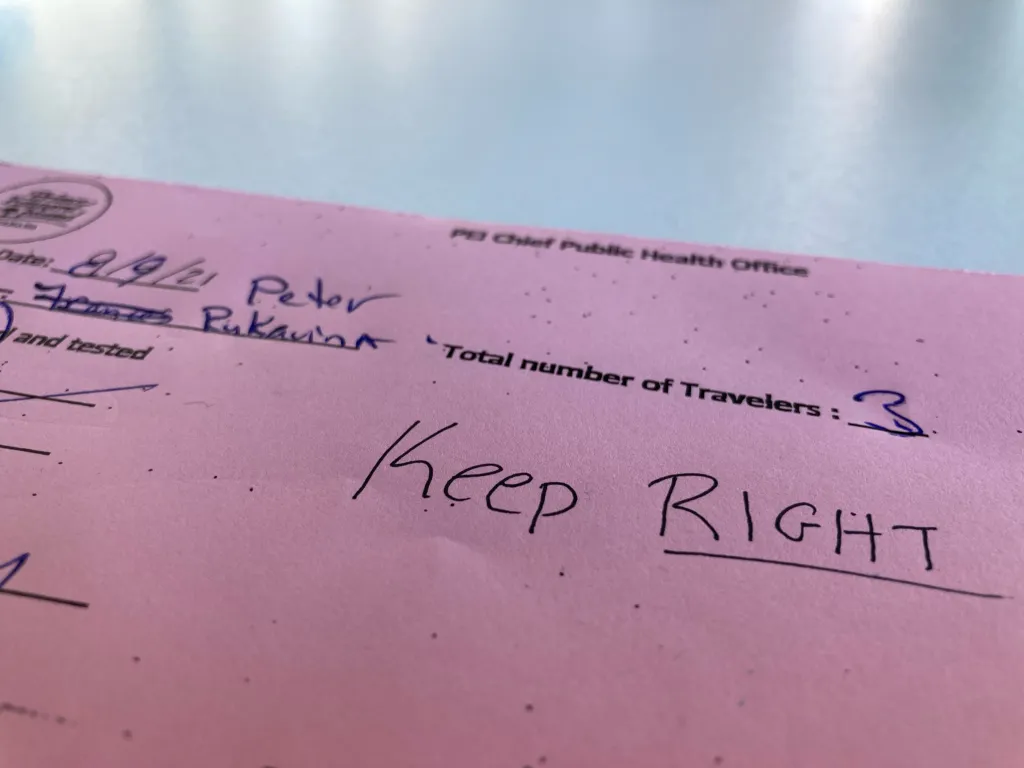 PEI Chief Public Health Office
Date: 8/9/21 Peter
Rukavina
Total number of Travelers : 3
and tested
Keep RIGHT